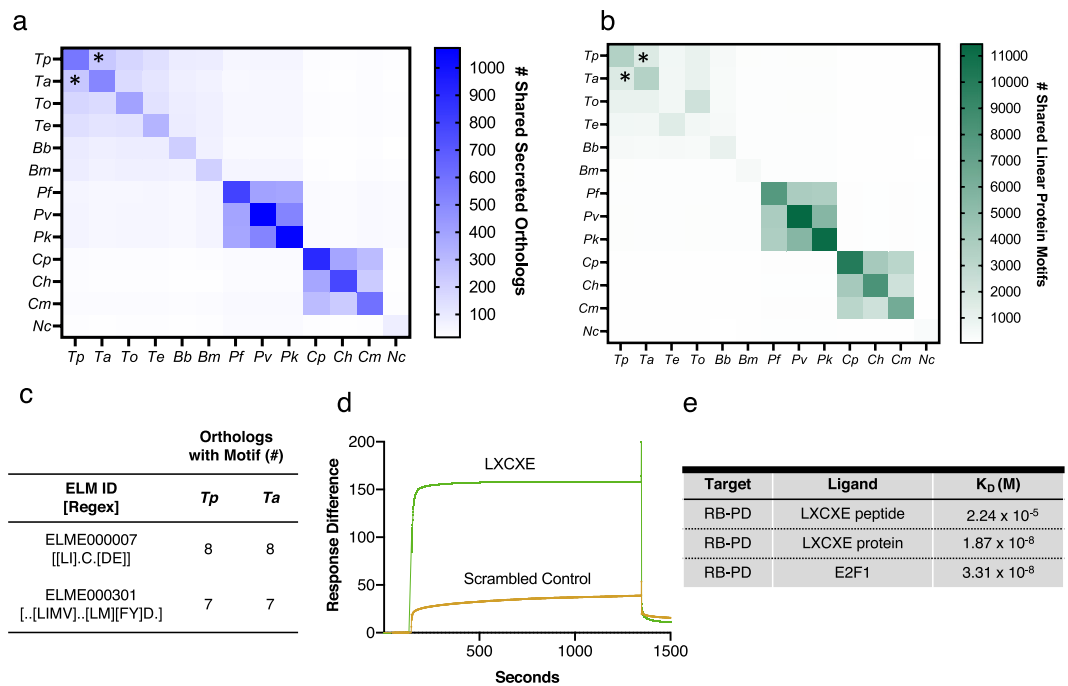 a
Tp
Ta
To
Te
Bb
Bm
Pf
Pv
Pk
Cp
Ch
Cm
Nc
*
*
Tp Ta To Te Bb Bm Pf Pv Pk Cp Ch Cm Nc
1000
900
800
700
600
500
400
300
200
100
# Shared Secreted Orthologs
b
Tp
Ta
To
Te
Bb
Bm
Pf
Pv
Pk
Cp
Ch
Cm
Nc
*
*
Tp Ta Te To Bb Bm Pf Pv Pk Cp Ch Cm Nc
11000
10000
9000
8000
7000
6000
5000
4000
3000
2000
1000
# Shared Linear Protein Motifs
c
Orthologs
with Motif (#)
ELM ID
[Regex]
Tp Ta
ELME000007
[[LI].C.[DE]]
8 8
ELME000301
[..[LIMV]..[LM][FY]D.]
7 7
d
Response Difference
200
150
100
50
0
LXCXE
Scrambled Control
500 1000 1500
Seconds
e
Target Ligand K_D (M)
RB-PD LXCXE peptide 2.24 x 10⁻⁵
RB-PD LXCXE protein 1.87 x 10⁻⁸
RB-PD E2F1 3.31 x 10⁻⁸